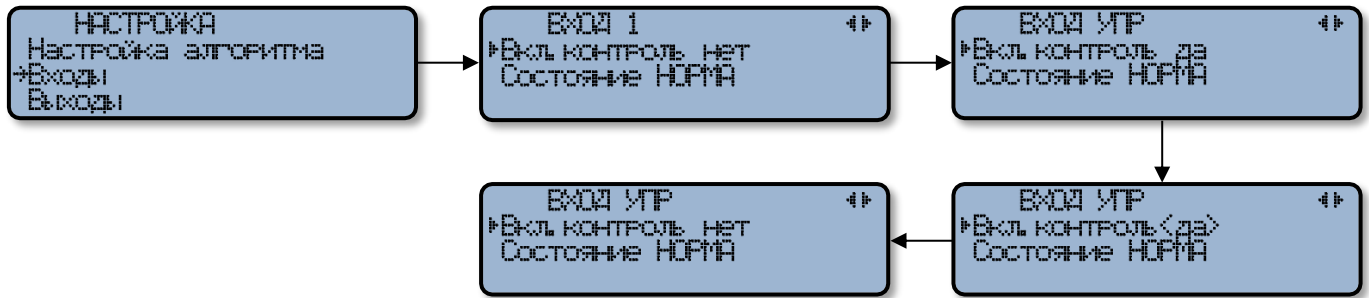 НАСТРОЙКА
Настройка алгоритма
Входы
Выходы
ВХОД 1
Вкл. контроль нет
Состояние НОРМА
ВХОД УПР
Вкл. контроль да
Состояние НОРМА
ВХОД УПР
Вкл. контроль нет
Состояние НОРМА
ВХОД УПР
Вкл. контроль<да>
Состояние НОРМА